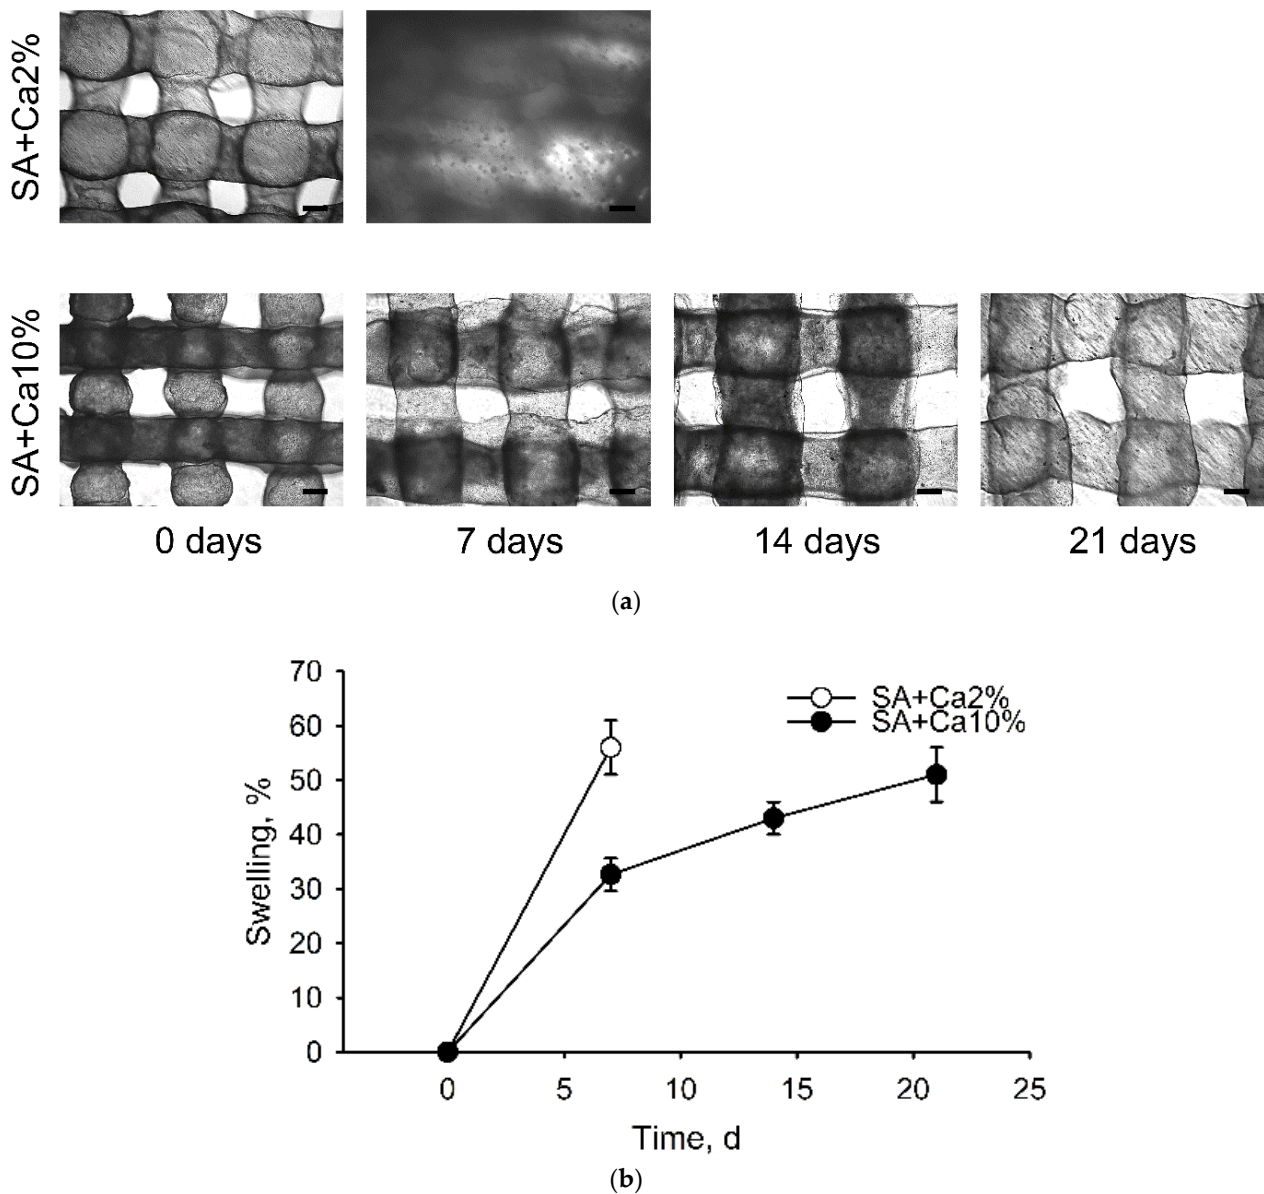 SA+Ca2%
SA+Ca10%
0 days 7 days 14 days 21 days
(a)
70
60
50
40
30
20
10
0
Swelling, %
SA+Ca2%
SA+Ca10%
0 5 10 15 20 25
Time, d
(b)